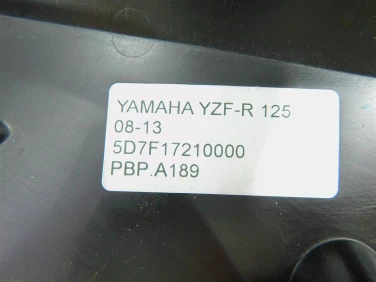 YAMAHA YZF-R 125
08-13
5D7F17210000
PBP.A189